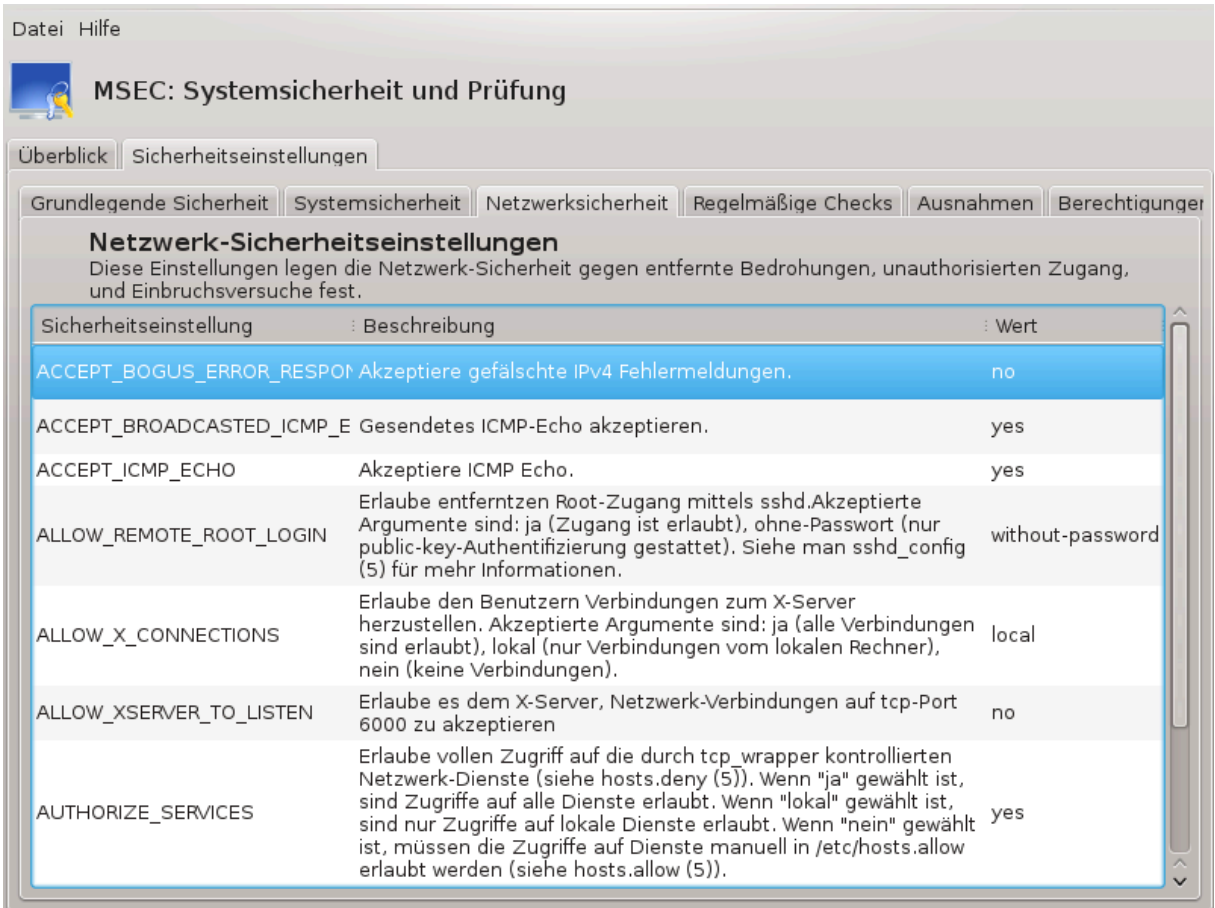 Datei Hilfe
MSEC: Systemsicherheit und Prüfung
Überblick Sicherheitseinstellungen
Grundlegende Sicherheit Systemsicherheit Netzwerksicherheit Regelmäßige Checks Ausnahmen Berechtigungen
Netzwerk-Sicherheitseinstellungen
Diese Einstellungen legen die Netzwerk-Sicherheit gegen entfernte Bedrohungen, unauthorisierten Zugang,
und Einbruchsversuche fest.
Sicherheitseinstellung Beschreibung Wert
ACCEPT_BOGUS_ERROR_RESPON Akzeptiere gefälschte IPv4 Fehlermeldungen. no
ACCEPT_BROADCASTED_ICMP_E Gesendetes ICMP-Echo akzeptieren. yes
ACCEPT_ICMP_ECHO Akzeptiere ICMP Echo. yes
ALLOW_REMOTE_ROOT_LOGIN
Erlaube entferntzen Root-Zugang mittels sshd.Akzeptierte
Argumente sind: ja (Zugang ist erlaubt), ohne-Passwort (nur
public-key-Authentifizierung gestattet). Siehe man sshd_config
(5) für mehr Informationen.
without-password
ALLOW_X_CONNECTIONS
Erlaube den Benutzern Verbindungen zum X-Server
herzustellen. Akzeptierte Argumente sind: ja (alle Verbindungen
sind erlaubt), lokal (nur Verbindungen vom lokalen Rechner),
nein (keine Verbindungen).
local
ALLOW_XSERVER_TO_LISTEN
Erlaube es dem X-Server, Netzwerk-Verbindungen auf tcp-Port
6000 zu akzeptieren
no
AUTHORIZE_SERVICES
Erlaube vollen Zugriff auf die durch tcp_wrapper kontrollierten
Netzwerk-Dienste (siehe hosts.deny (5)). Wenn "ja" gewählt ist,
sind Zugriffe auf alle Dienste erlaubt. Wenn "lokal" gewählt ist,
sind nur Zugriffe auf lokale Dienste erlaubt. Wenn "nein" gewählt
ist, müssen die Zugriffe auf Dienste manuell in /etc/hosts.allow
erlaubt werden (siehe hosts.allow (5)).
yes